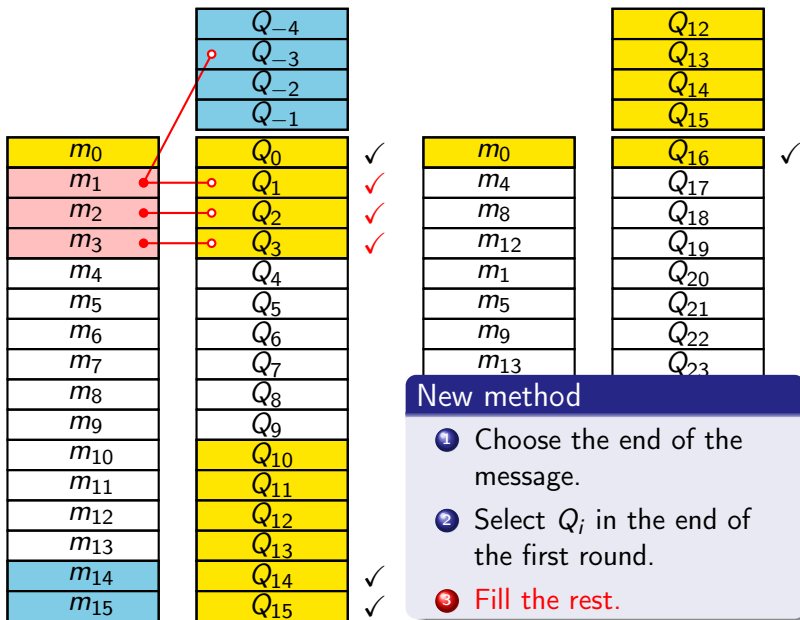 Q₋₄
Q₋₃
Q₋₂
Q₋₁
m₀ Q₀ ✓
m₁ Q₁ ✓
m₂ Q₂ ✓
m₃ Q₃ ✓
m₄ Q₄
m₅ Q₅
m₆ Q₆
m₇ Q₇
m₈ Q₈
m₉ Q₉
m₁₀ Q₁₀
m₁₁ Q₁₁
m₁₂ Q₁₂
m₁₃ Q₁₃
m₁₄ Q₁₄ ✓
m₁₅ Q₁₅ ✓
Q₁₂
Q₁₃
Q₁₄
Q₁₅
m₀ Q₁₆ ✓
m₄ Q₁₇
m₈ Q₁₈
m₁₂ Q₁₉
m₁ Q₂₀
m₅ Q₂₁
m₉ Q₂₂
m₁₃ Q₂₃
New method
1 Choose the end of the
message.
2 Select Qᵢ in the end of
the first round.
3 Fill the rest.